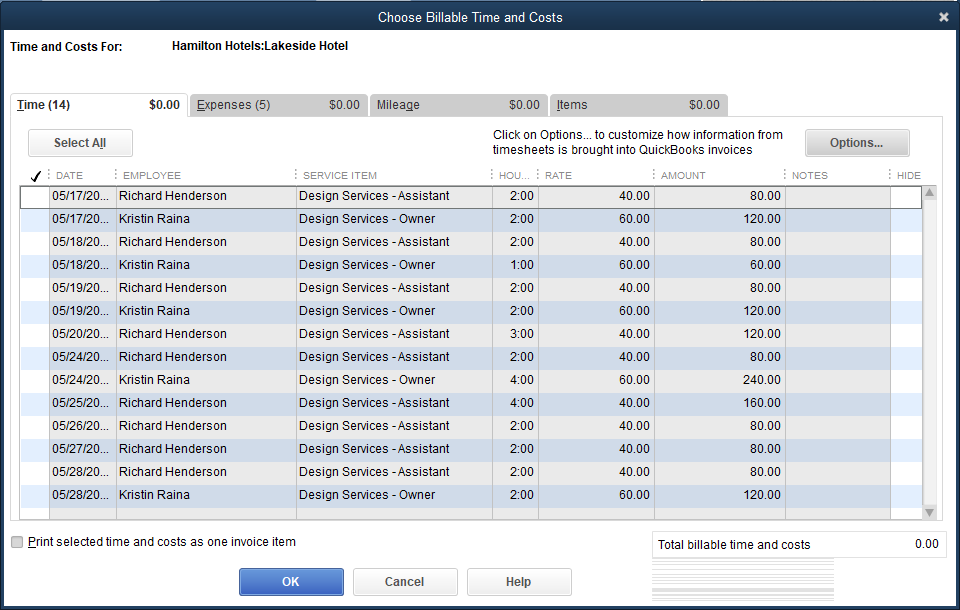 Choose Billable Time and Costs
Time and Costs For: Hamilton Hotels:Lakeside Hotel
Time (14) $0.00 Expenses (5) $0.00 Mileage $0.00 Items $0.00
Select All
Click on Options... to customize how information from
timesheets is brought into QuickBooks invoices
Options...
DATE EMPLOYEE SERVICE ITEM HOU... RATE AMOUNT NOTES HIDE
05/17/20... Richard Henderson Design Services - Assistant 2:00 40.00 80.00
05/17/20... Kristin Raina Design Services - Owner 2:00 60.00 120.00
05/18/20... Richard Henderson Design Services - Assistant 2:00 40.00 80.00
05/18/20... Kristin Raina Design Services - Owner 1:00 60.00 60.00
05/19/20... Richard Henderson Design Services - Assistant 2:00 40.00 80.00
05/19/20... Kristin Raina Design Services - Owner 2:00 60.00 120.00
05/20/20... Richard Henderson Design Services - Assistant 3:00 40.00 120.00
05/24/20... Richard Henderson Design Services - Assistant 2:00 40.00 80.00
05/24/20... Kristin Raina Design Services - Owner 4:00 60.00 240.00
05/25/20... Richard Henderson Design Services - Assistant 4:00 40.00 160.00
05/26/20... Richard Henderson Design Services - Assistant 2:00 40.00 80.00
05/27/20... Richard Henderson Design Services - Assistant 2:00 40.00 80.00
05/28/20... Richard Henderson Design Services - Assistant 2:00 40.00 80.00
05/28/20... Kristin Raina Design Services - Owner 2:00 60.00 120.00
Print selected time and costs as one invoice item
Total billable time and costs 0.00
OK Cancel Help